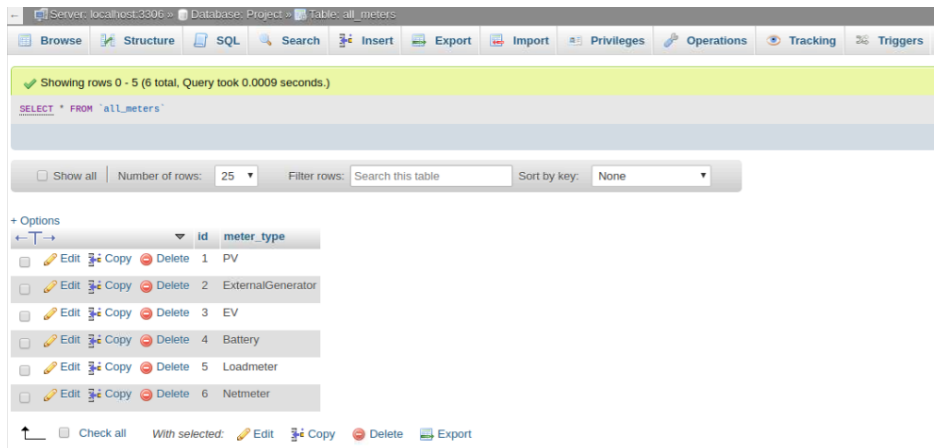 Server: localhost:3306 » Database: Project » Table: all_meters
Browse Structure SQL Search Insert Export Import Privileges Operations Tracking Triggers
Showing rows 0 - 5 (6 total, Query took 0.0009 seconds.)
SELECT * FROM `all_meters`
Show all Number of rows: 25 Filter rows: Search this table Sort by key: None
+ Options
←T→ id meter_type
Edit Copy Delete 1 PV
Edit Copy Delete 2 ExternalGenerator
Edit Copy Delete 3 EV
Edit Copy Delete 4 Battery
Edit Copy Delete 5 Loadmeter
Edit Copy Delete 6 Netmeter
Check all With selected: Edit Copy Delete Export